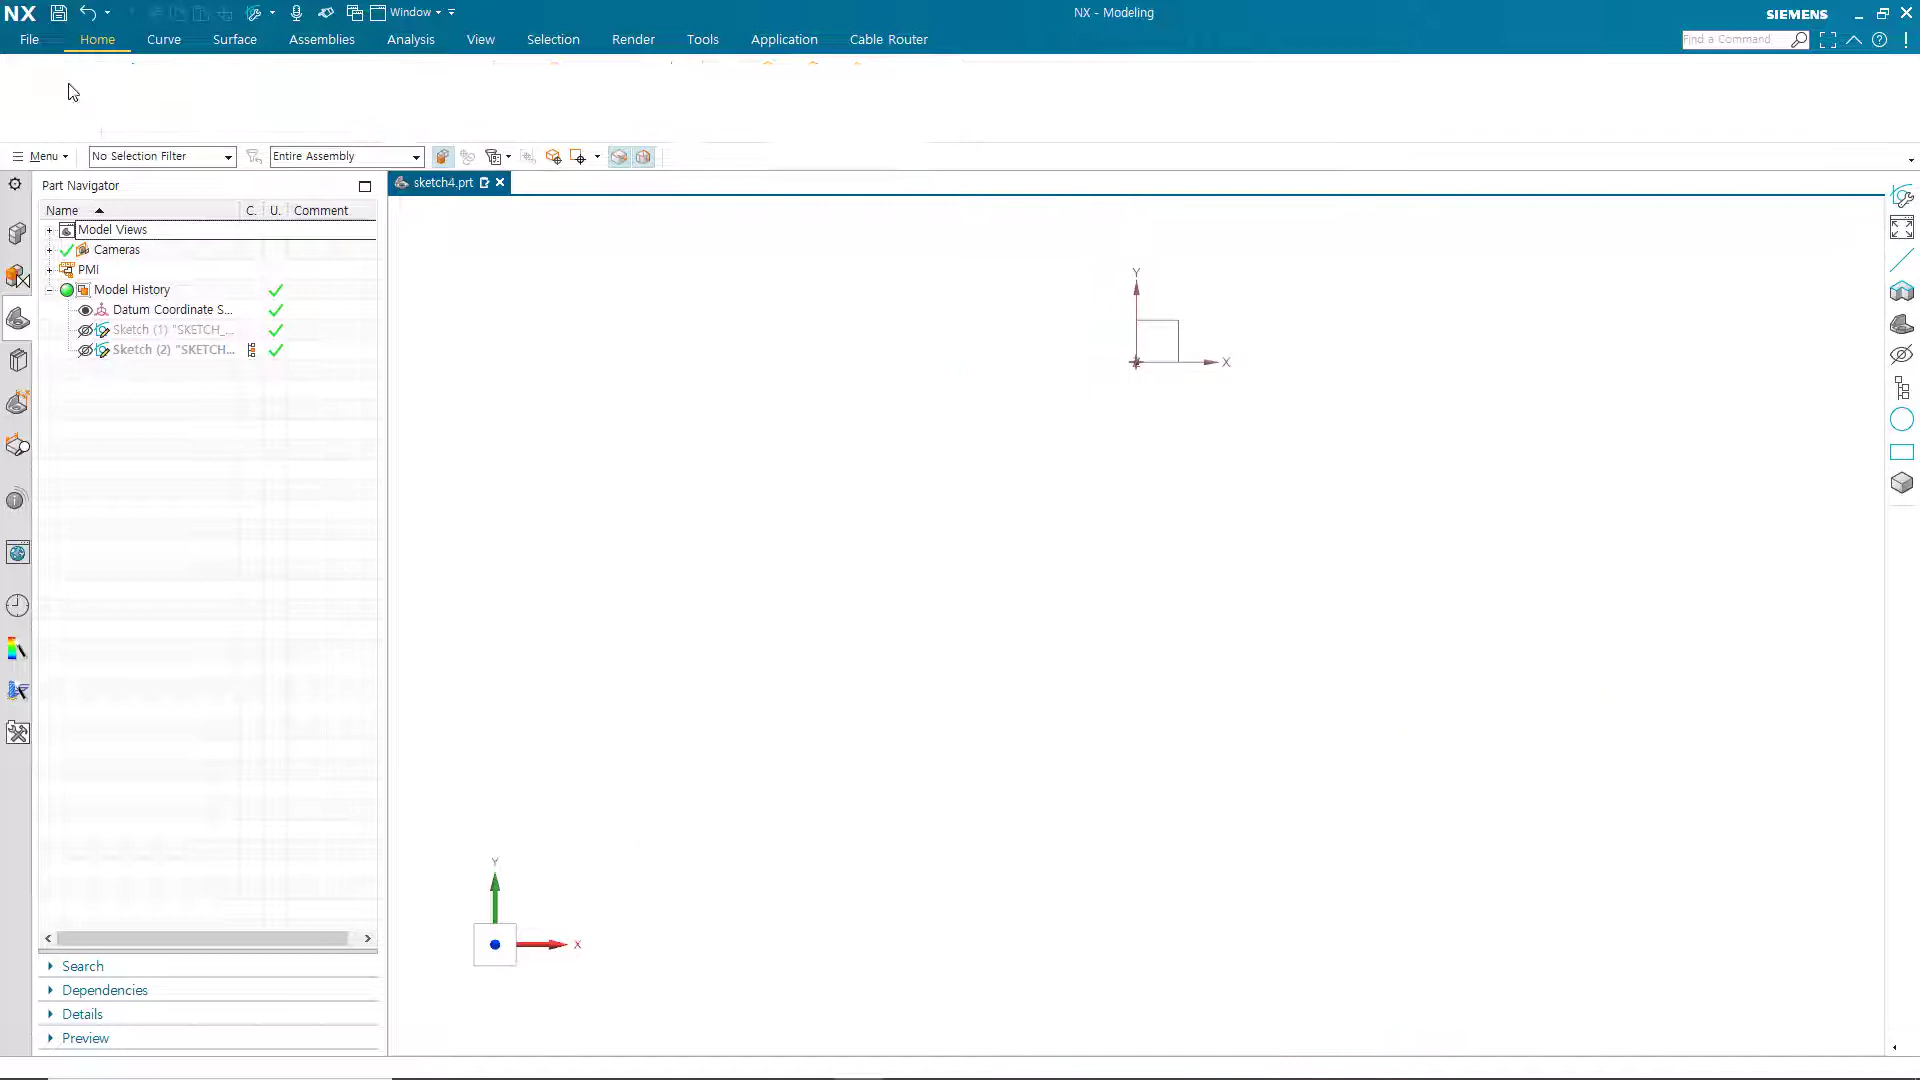 NX
Window
NX - Modeling
SIEMENS
File
Home
Curve
Surface
Assemblies
Analysis
View
Selection
Render
Tools
Application
Cable Router
Find a Command
Menu
No Selection Filter
Entire Assembly
Part Navigator
sketch4.prt
Name
C.
U.
Comment
Model Views
Cameras
PMI
Model History
Datum Coordinate S...
Sketch (1) "SKETCH_...
Sketch (2) "SKETCH...
Y
X
Y
X
Search
Dependencies
Details
Preview